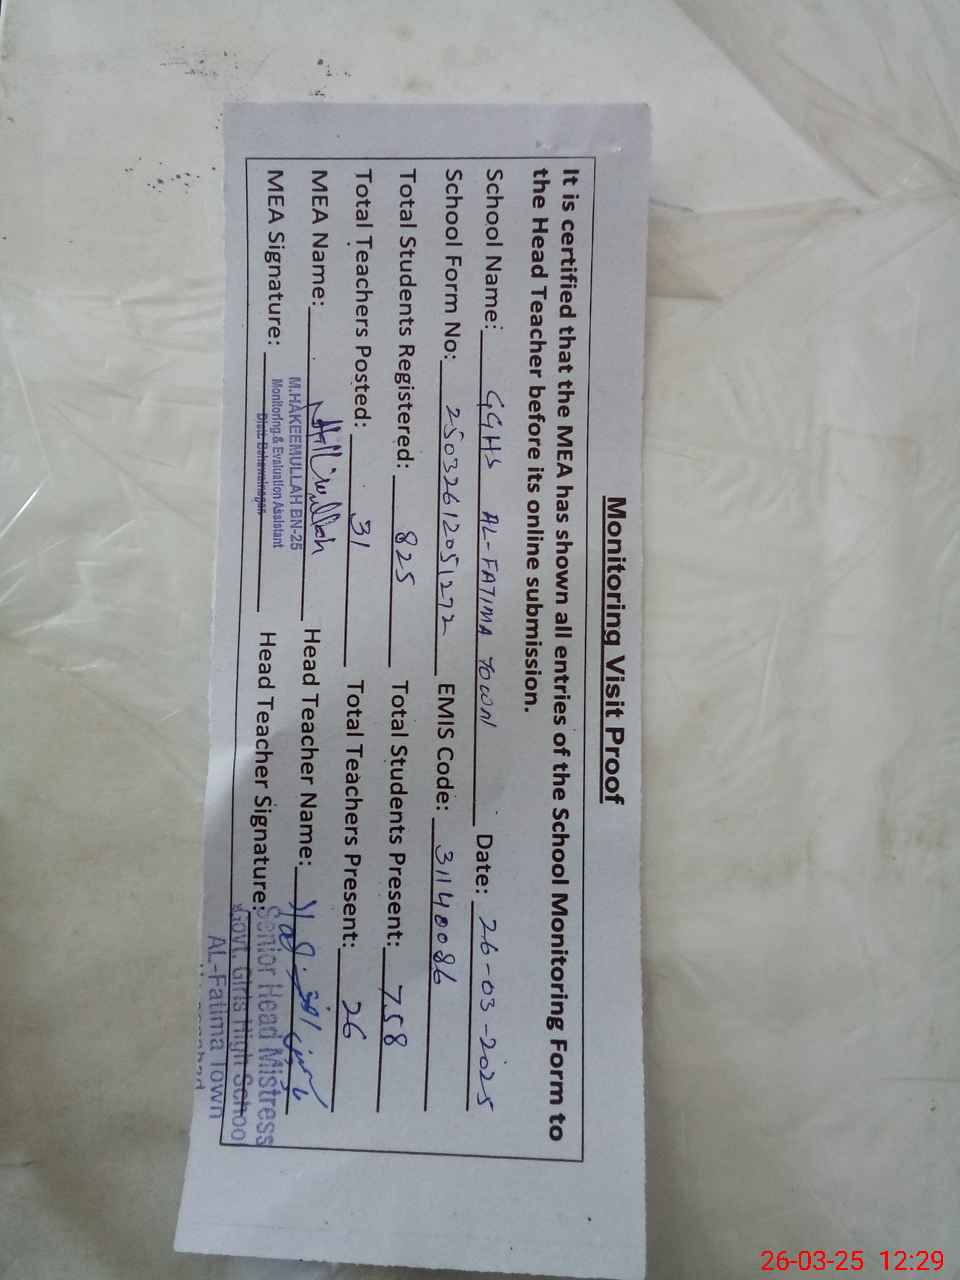 Monitoring Visit Proof
It is certified that the MEA has shown all entries of the School Monitoring Form to
the Head Teacher before its online submission.
School Name: GGHS AL-FATIMA TOWN Date: 26-03-2025
School Form No: 25032612051272 EMIS Code: 31140086
Total Students Registered: 825 Total Students Present: 758
Total Teachers Posted: 31 Total Teachers Present: 26
MEA Name: Head Teacher Name:
MEA Signature: Head Teacher Signature:
M.HAKEEMULLAH BN-25
Monitoring & Evaluation Assistant
Distt: Bahawalnagar
Senior Head Mistress
Govt. Girls High School
AL-Fatima Town
26-03-25 12:29